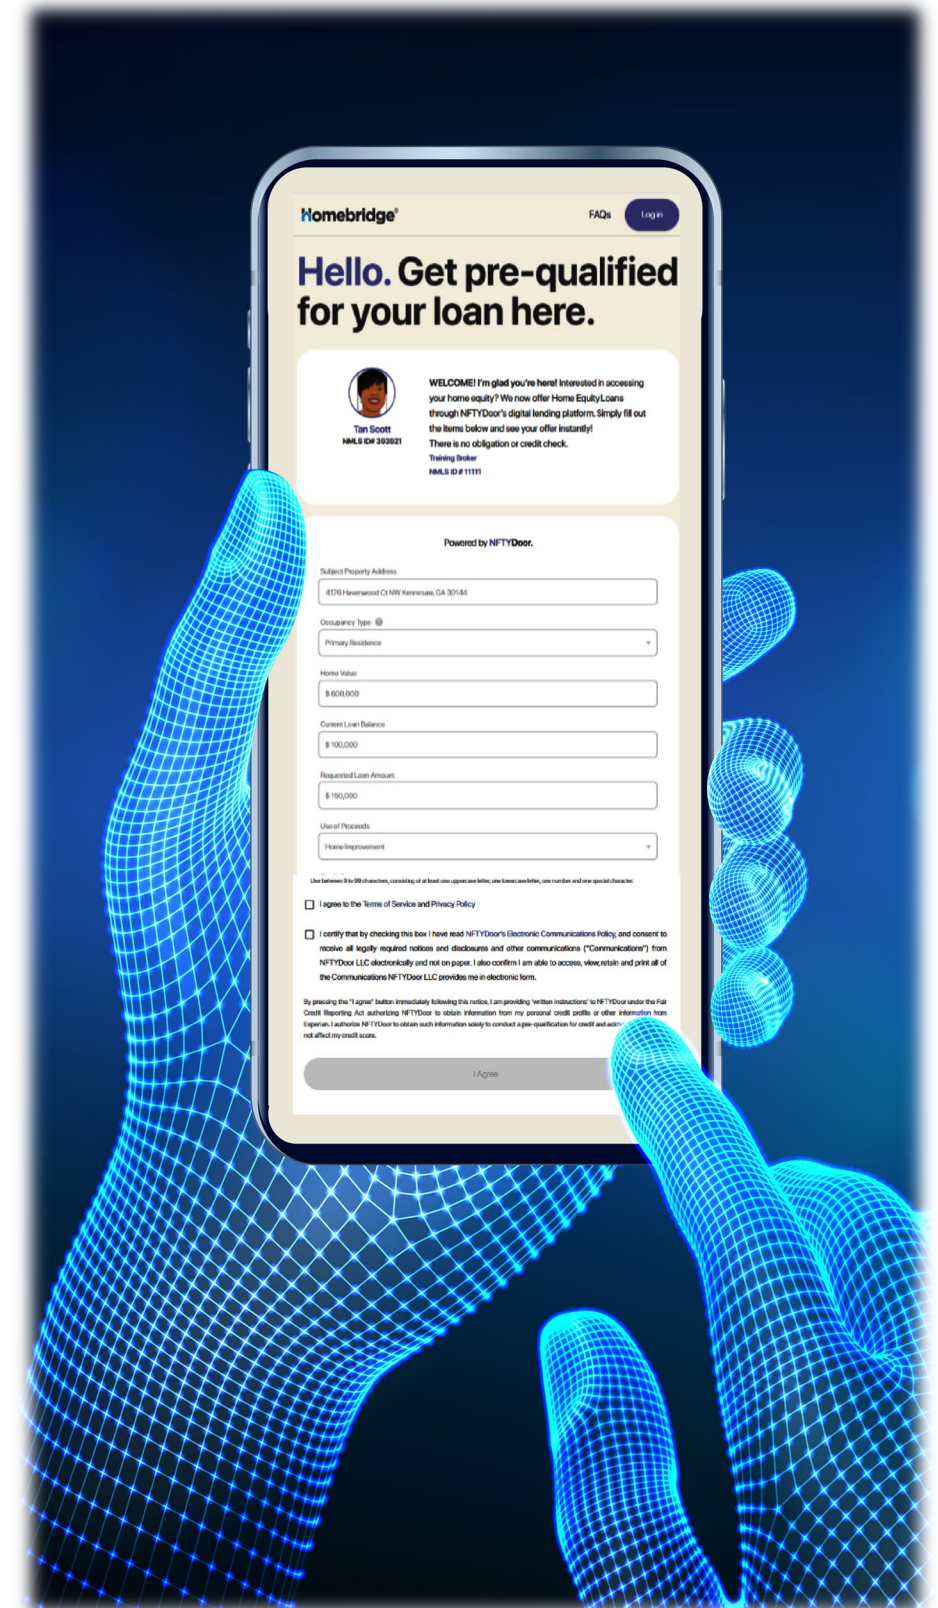 Homebridge®
FAQs
Log in
Hello. Get pre-qualified
for your loan here.
WELCOME! I'm glad you're here! Interested in accessing
your home equity? We now offer Home Equity Loans
through NFTYDoor's digital lending platform. Simply fill out
the items below and see your offer instantly!
There is no obligation or credit check.
Training Broker
NMLS ID # 11111
Tan Scott
NMLS ID# 303021
Powered by NFTYDoor.
Subject Property Address
4176 Havenwood Ct NW Kennesaw, GA 30144
Occupancy Type
Primary Residence
Home Value
$ 600,000
Current Loan Balance
$ 100,000
Requested Loan Amount
$ 150,000
Use of Proceeds
Home Improvement
Use between 9 to 99 characters, consisting of at least one uppercase letter, one lowercase letter, one number and one special character.
I agree to the Terms of Service and Privacy Policy
I certify that by checking this box I have read NFTYDoor's Electronic Communications Policy, and consent to
receive all legally required notices and disclosures and other communications ("Communications") from
NFTYDoor LLC electronically and not on paper. I also confirm I am able to access, view, retain and print all of
the Communications NFTYDoor LLC provides me in electronic form.
By pressing the "I agree" button immediately following this notice, I am providing 'written instructions' to NFTYDoor under the Fair
Credit Reporting Act authorizing NFTYDoor to obtain information from my personal credit profile or other information from
Experian. I authorize NFTYDoor to obtain such information solely to conduct a pre-qualification for credit and
not affect my credit score.
I Agree